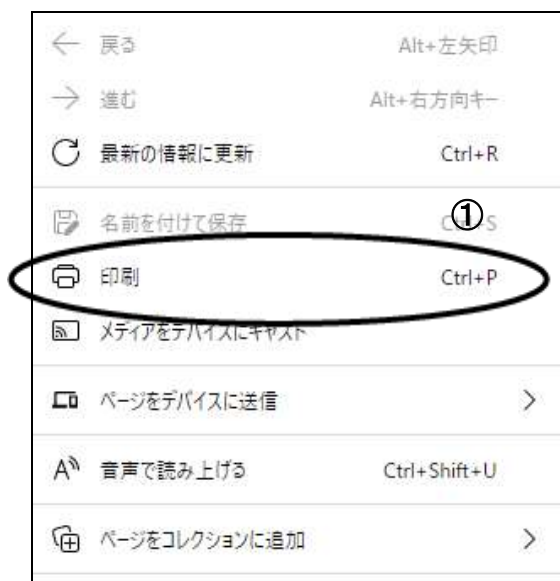 戻る Alt+左矢印
進む Alt+右方向キー
最新の情報に更新 Ctrl+R
名前を付けて保存 Ctrl+S
①
印刷 Ctrl+P
メディアをデバイスにキャスト
ページをデバイスに送信
音声で読み上げる Ctrl+Shift+U
ページをコレクションに追加